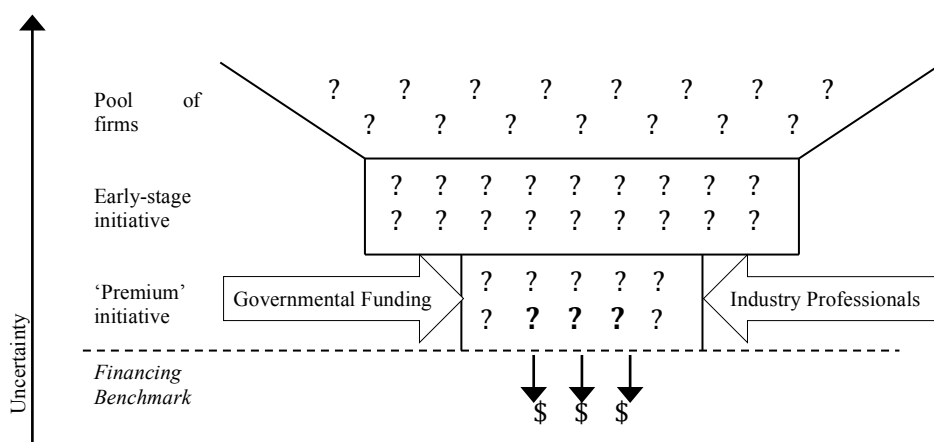 ? ? ? ? ? ? ? ?
Pool of
firms
? ? ? ? ? ? ?
Early-stage
initiative
? ? ? ? ? ? ? ? ?
? ? ? ? ? ? ? ? ?
‘Premium’
initiative
? ? ? ? ?
? ? ? ? ?
Governmental Funding
Industry Professionals
Financing
Benchmark
$ $ $
Uncertainty